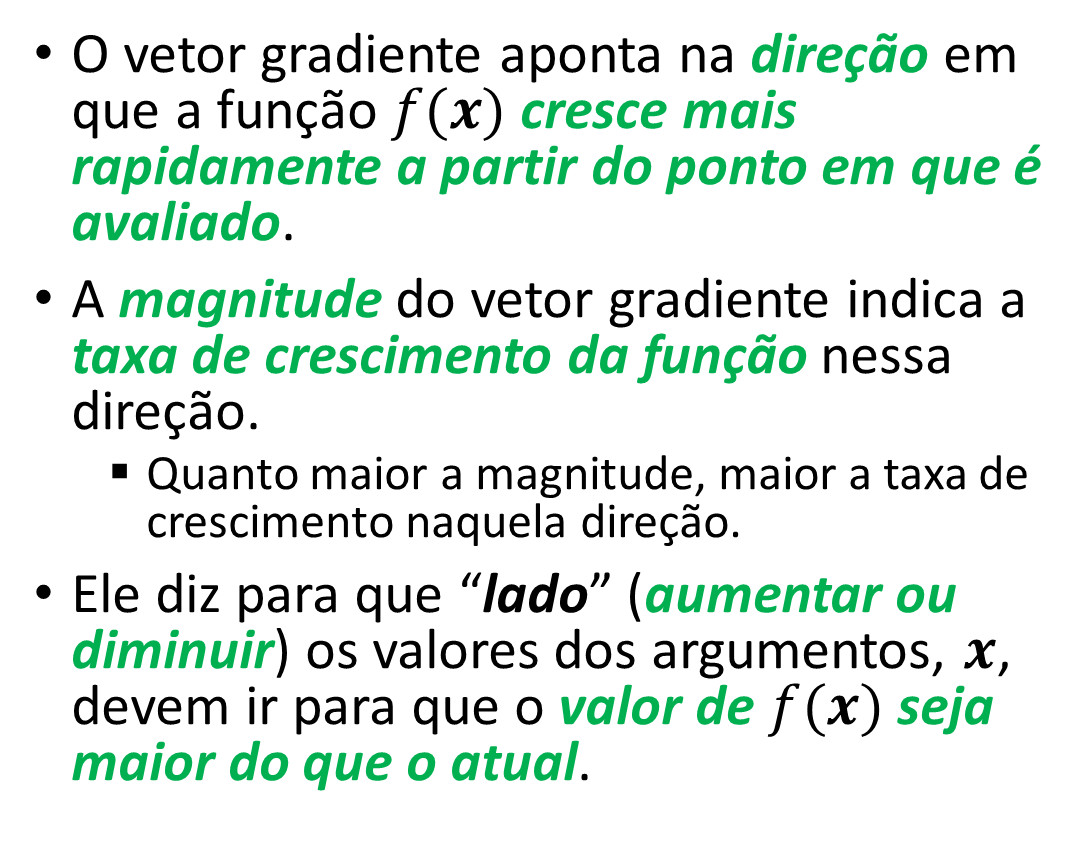 • O vetor gradiente aponta na direção em
que a função f(x) cresce mais
rapidamente a partir do ponto em que é
avaliado.
• A magnitude do vetor gradiente indica a
taxa de crescimento da função nessa
direção.
▪ Quanto maior a magnitude, maior a taxa de
crescimento naquela direção.
• Ele diz para que “lado” (aumentar ou
diminuir) os valores dos argumentos, x,
devem ir para que o valor de f(x) seja
maior do que o atual.